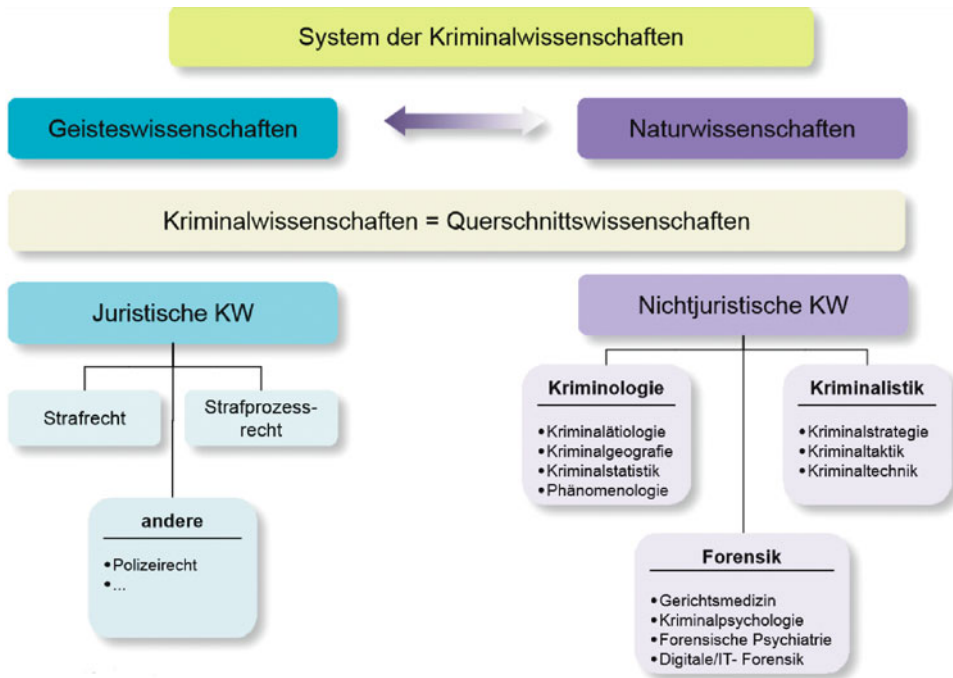 System der Kriminalwissenschaften
Geisteswissenschaften
Naturwissenschaften
Kriminalwissenschaften = Querschnittswissenschaften
Juristische KW
Strafrecht
Strafprozess-
recht
andere
•Polizeirecht
•...
Nichtjuristische KW
Kriminologie
•Kriminalätiologie
•Kriminalgeografie
•Kriminalstatistik
•Phänomenologie
Kriminalistik
•Kriminalstrategie
•Kriminaltaktik
•Kriminaltechnik
Forensik
•Gerichtsmedizin
•Kriminalpsychologie
•Forensische Psychiatrie
•Digitale/IT- Forensik